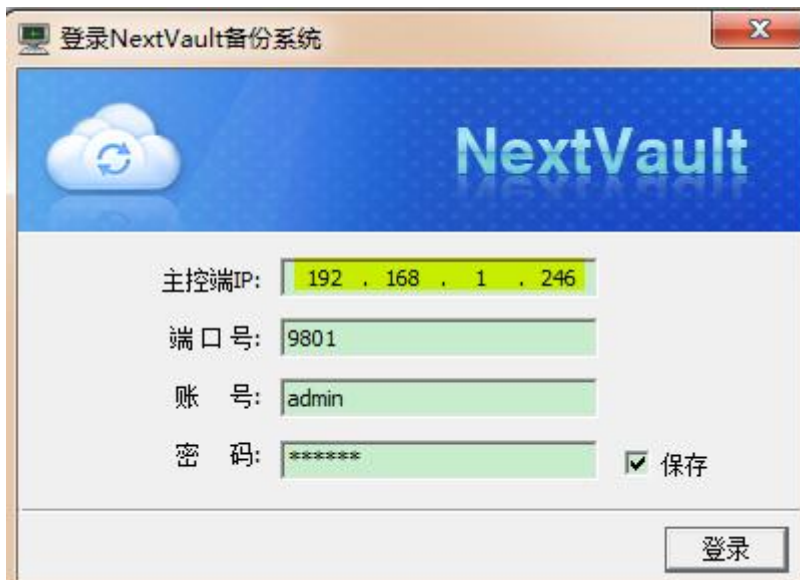 登录NextVault备份系统
NextVault
主控端IP: 192 . 168 . 1 . 246
端口号: 9801
账 号: admin
密 码: ******
保存
登录